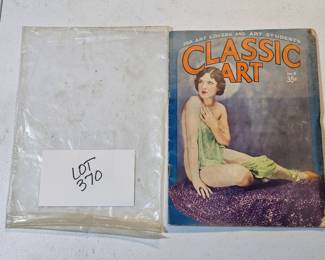 FOR ART LOVERS AND ART STUDENTS
CLASSIC
ART
35¢
LOT
370